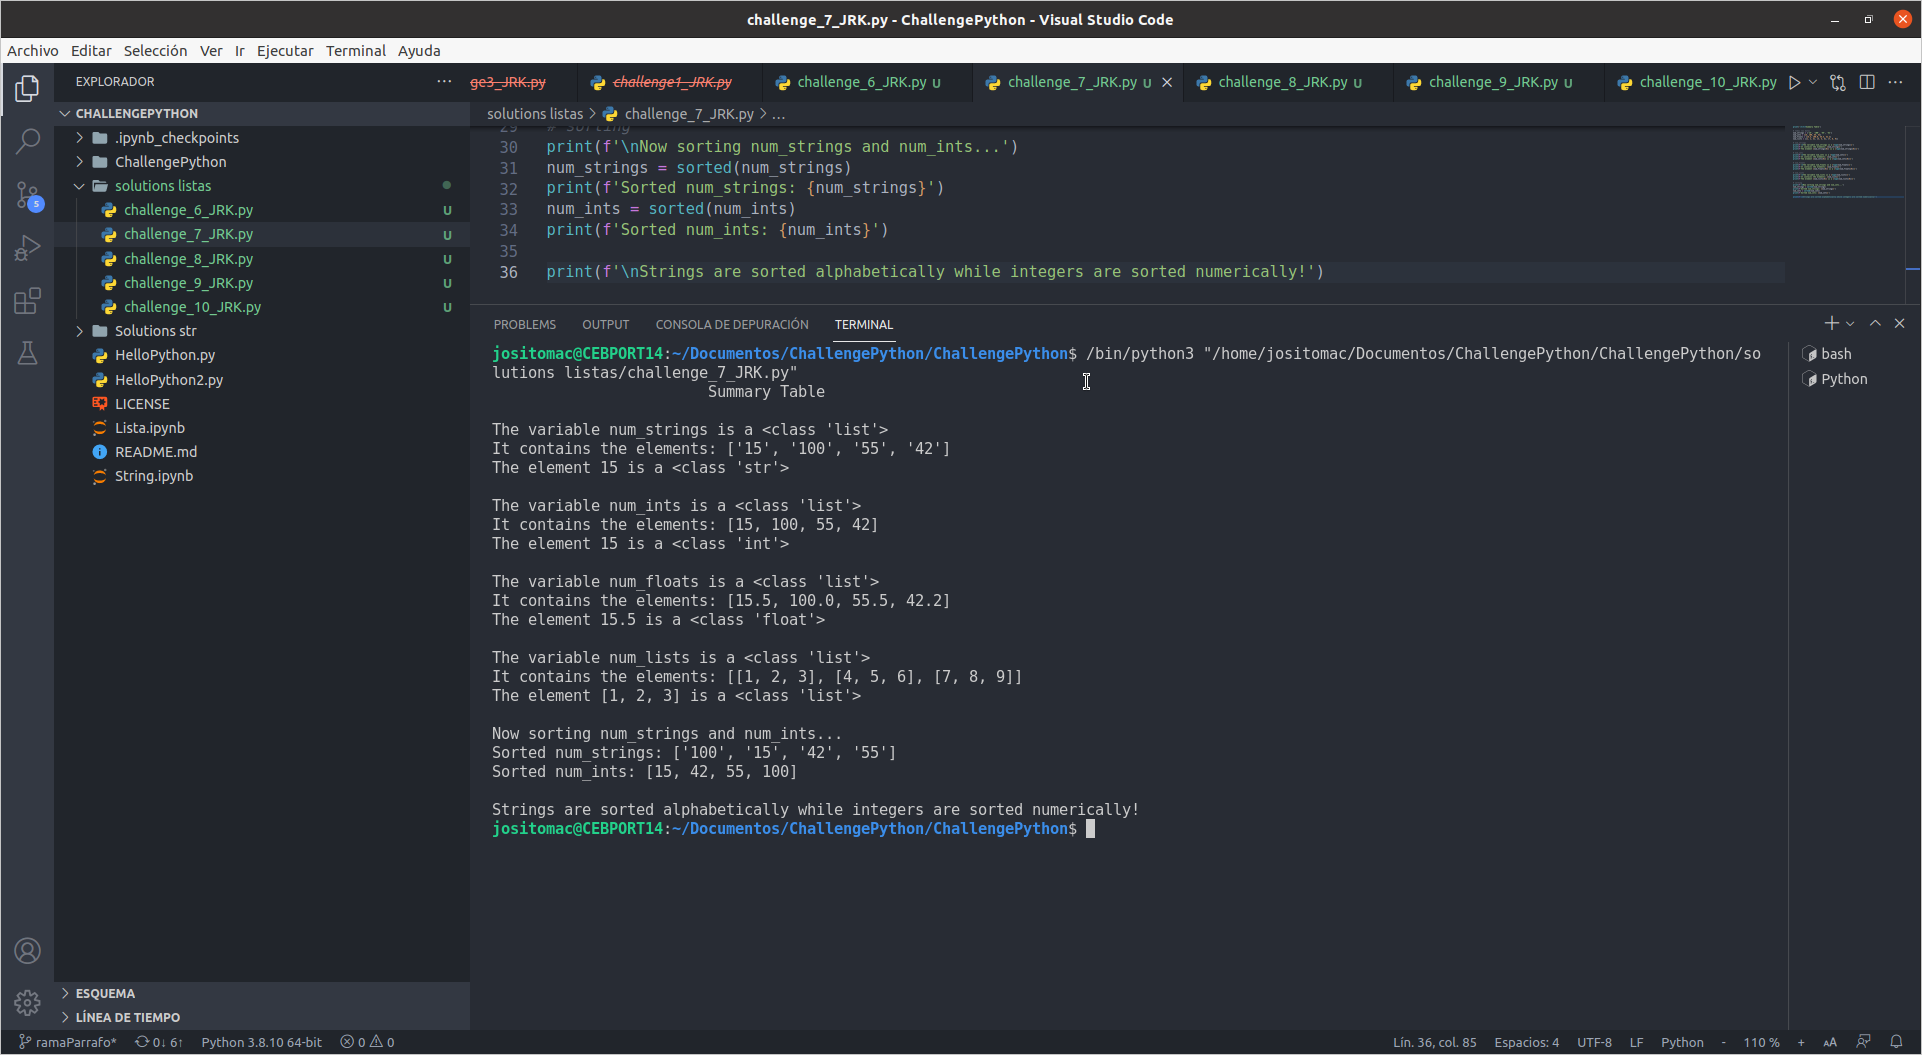 challenge_7_JRK.py - ChallengePython - Visual Studio Code
Archivo Editar Selección Ver Ir Ejecutar Terminal Ayuda
EXPLORADOR
CHALLENGEPYTHON
.ipynb_checkpoints
ChallengePython
solutions listas
challenge_6_JRK.py U
challenge_7_JRK.py U
challenge_8_JRK.py U
challenge_9_JRK.py U
challenge_10_JRK.py U
Solutions str
HelloPython.py
HelloPython2.py
LICENSE
Lista.ipynb
README.md
String.ipynb
5
ESQUEMA
LÍNEA DE TIEMPO
ge3_JRK.py challenge1_JRK.py challenge_6_JRK.py U challenge_7_JRK.py U challenge_8_JRK.py U challenge_9_JRK.py U challenge_10_JRK.py
solutions listas > challenge_7_JRK.py > ...
29 # Sorting
30 print(f'\nNow sorting num_strings and num_ints...')
31 num_strings = sorted(num_strings)
32 print(f'Sorted num_strings: {num_strings}')
33 num_ints = sorted(num_ints)
34 print(f'Sorted num_ints: {num_ints}')
35
36 print(f'\nStrings are sorted alphabetically while integers are sorted numerically!')
PROBLEMS OUTPUT CONSOLA DE DEPURACIÓN TERMINAL
jositomac@CEBPORT14:~/Documentos/ChallengePython/ChallengePython$ /bin/python3 "/home/jositomac/Documentos/ChallengePython/ChallengePython/so
lutions listas/challenge_7_JRK.py"
Summary Table
The variable num_strings is a <class 'list'>
It contains the elements: ['15', '100', '55', '42']
The element 15 is a <class 'str'>
The variable num_ints is a <class 'list'>
It contains the elements: [15, 100, 55, 42]
The element 15 is a <class 'int'>
The variable num_floats is a <class 'list'>
It contains the elements: [15.5, 100.0, 55.5, 42.2]
The element 15.5 is a <class 'float'>
The variable num_lists is a <class 'list'>
It contains the elements: [[1, 2, 3], [4, 5, 6], [7, 8, 9]]
The element [1, 2, 3] is a <class 'list'>
Now sorting num_strings and num_ints...
Sorted num_strings: ['100', '15', '42', '55']
Sorted num_ints: [15, 42, 55, 100]
Strings are sorted alphabetically while integers are sorted numerically!
jositomac@CEBPORT14:~/Documentos/ChallengePython/ChallengePython$
bash
Python
ramaParrafo* 0↓ 6↑ Python 3.8.10 64-bit 0 0 Lín. 36, col. 85 Espacios: 4 UTF-8 LF Python - 110 % + AA